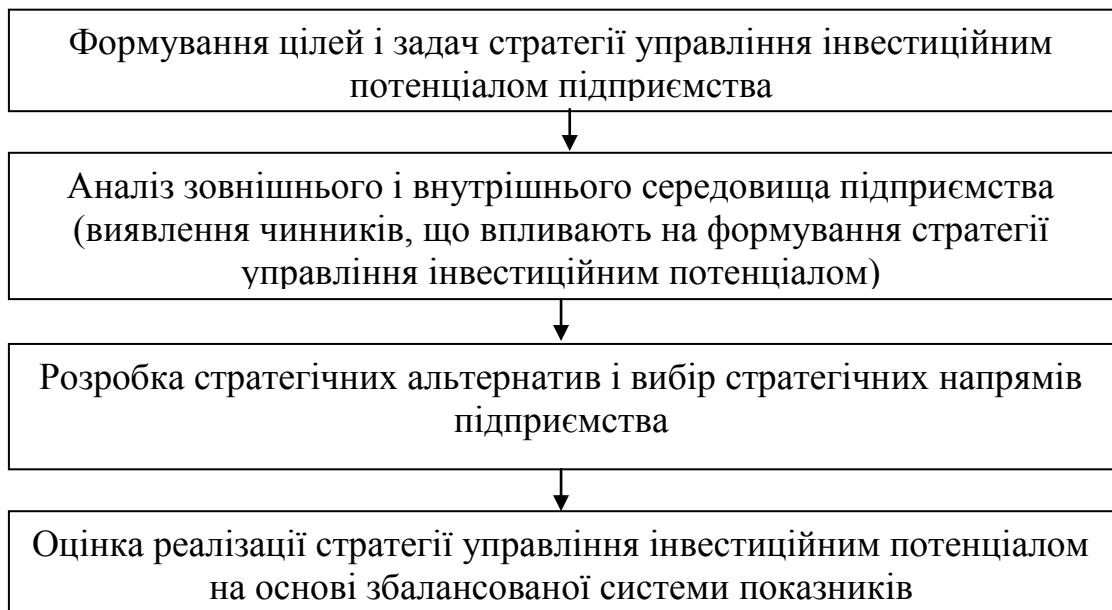 Формування цілей і задач стратегії управління інвестиційним
потенціалом підприємства
Аналіз зовнішнього і внутрішнього середовища підприємства
(виявлення чинників, що впливають на формування стратегії
управління інвестиційним потенціалом)
Розробка стратегічних альтернатив і вибір стратегічних напрямів
підприємства
Оцінка реалізації стратегії управління інвестиційним потенціалом
на основі збалансованої системи показників